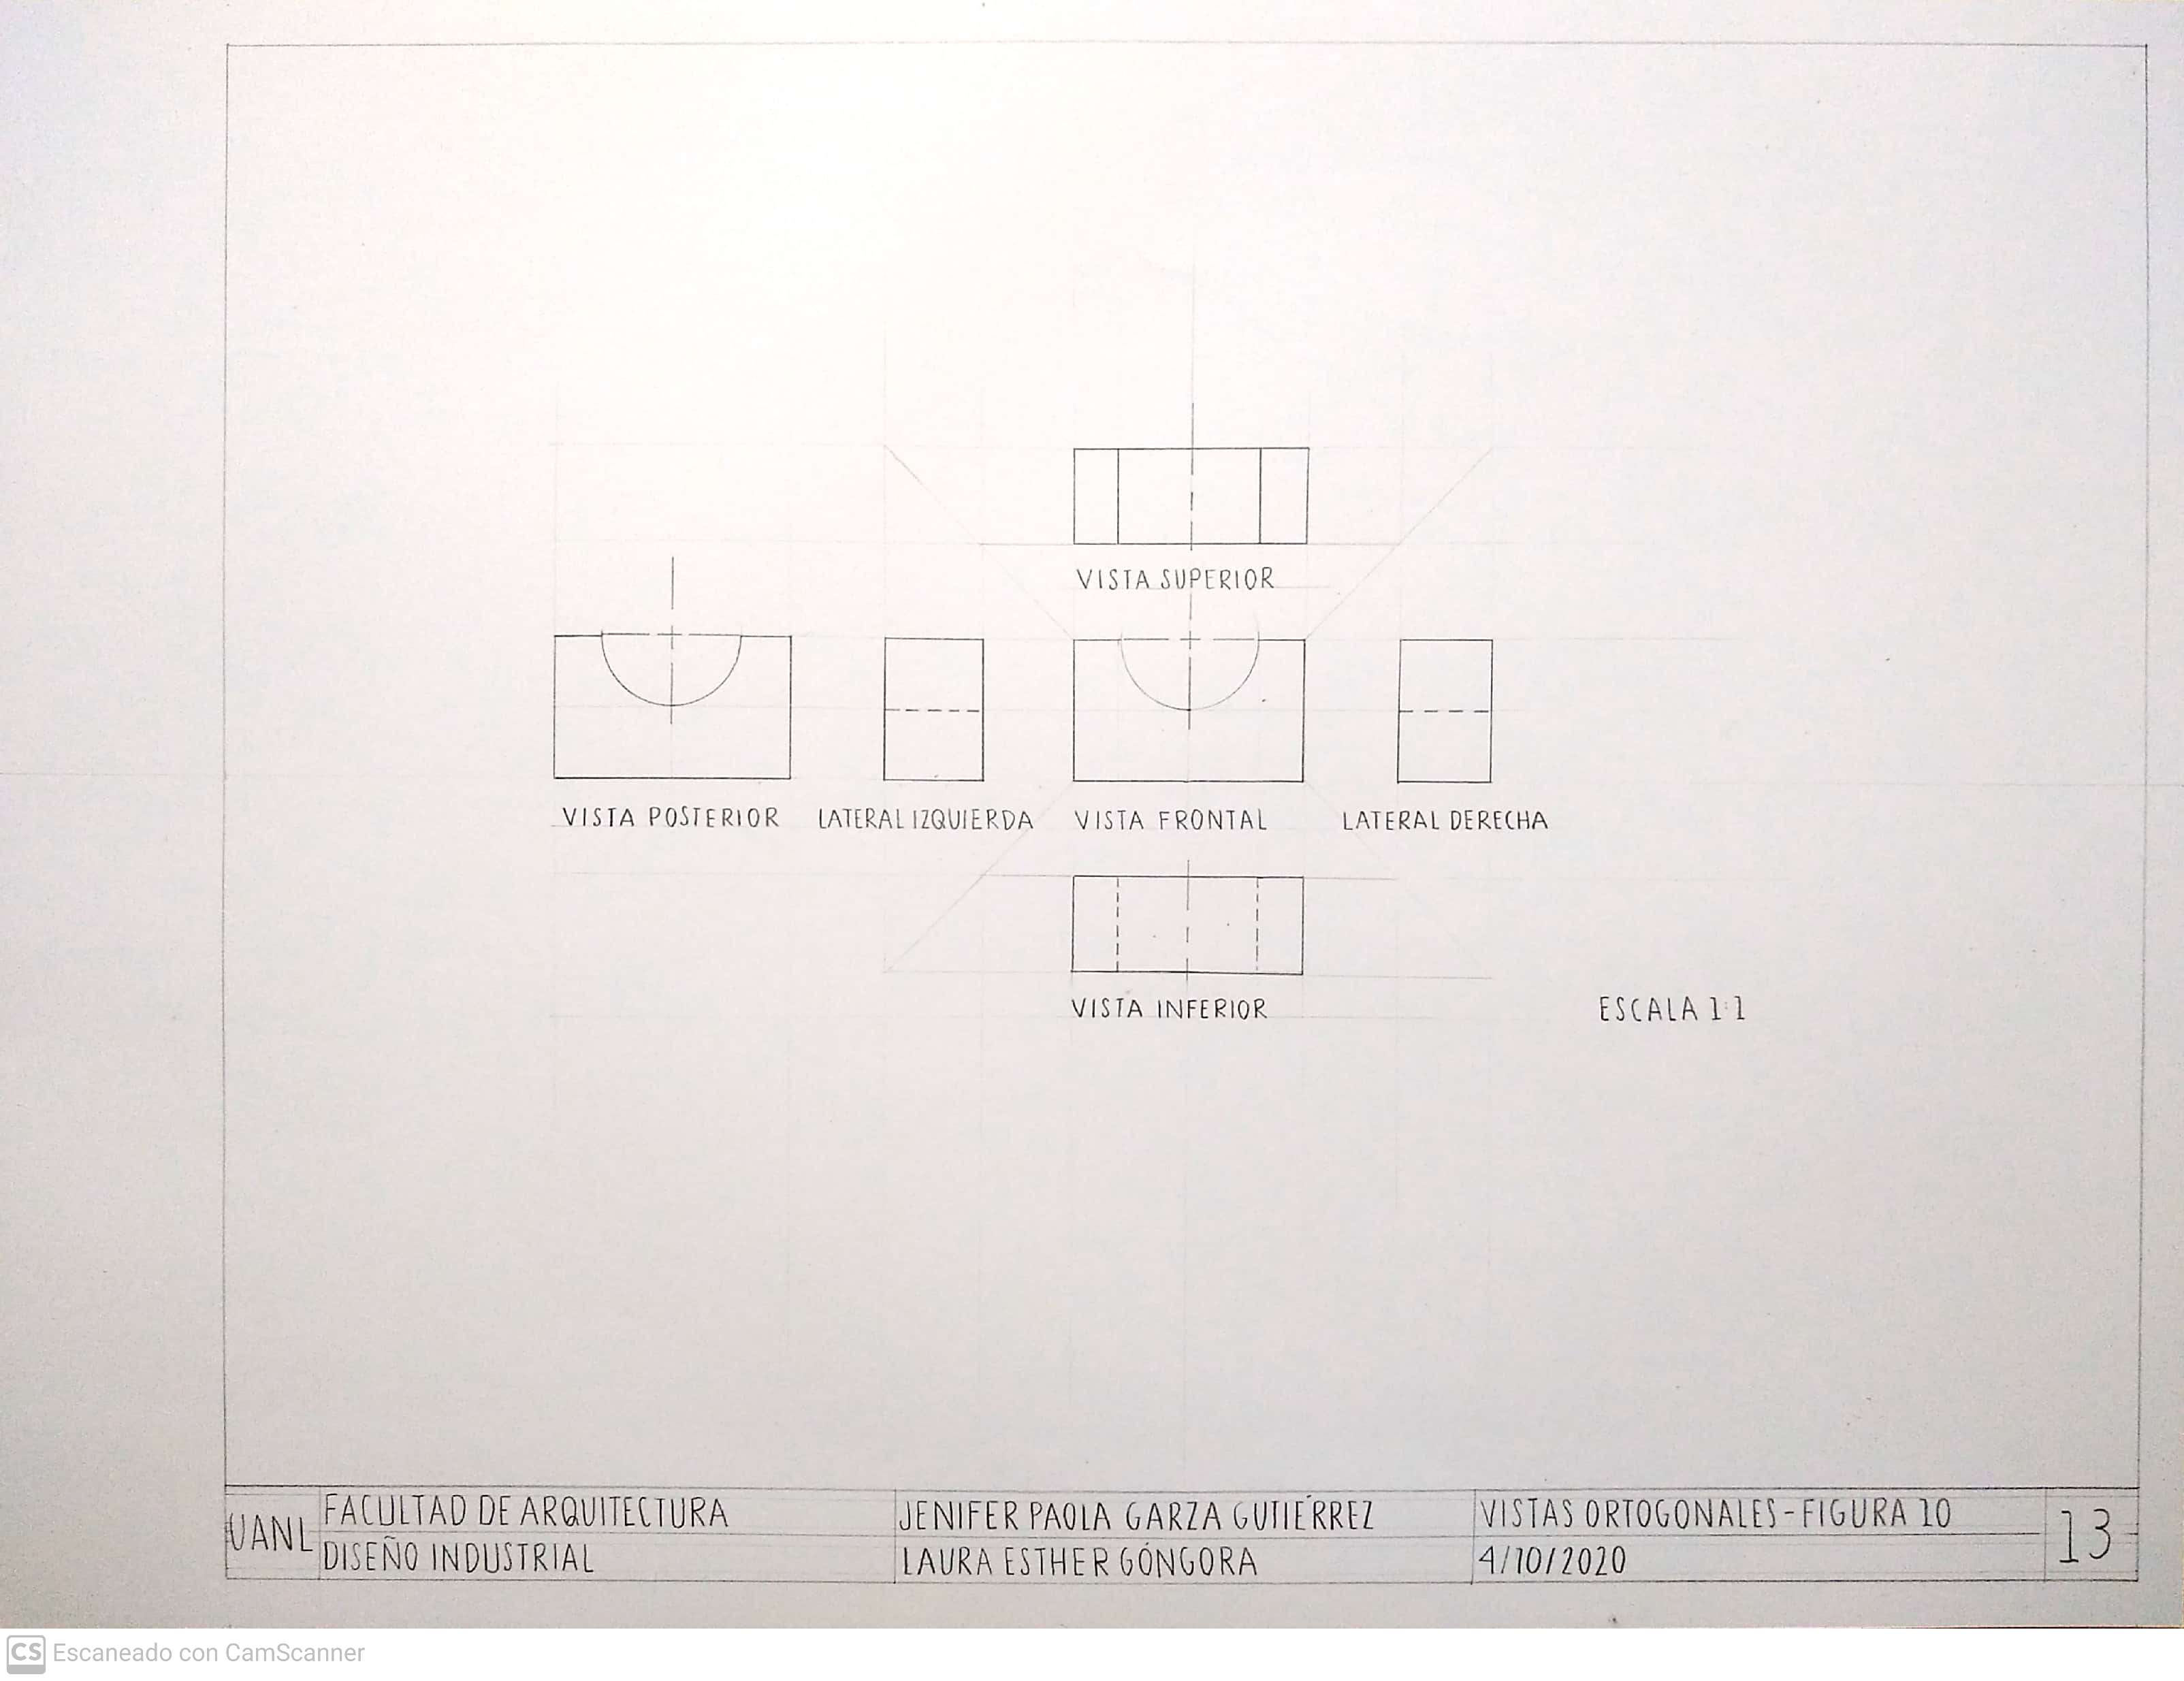 VISTA SUPERIOR
VISTA POSTERIOR
LATERAL IZQUIERDA
VISTA FRONTAL
LATERAL DERECHA
VISTA INFERIOR
ESCALA 1:1
UANL
FACULTAD DE ARQUITECTURA
DISEÑO INDUSTRIAL
JENIFER PAOLA GARZA GUTIÉRREZ
LAURA ESTHER GÓNGORA
VISTAS ORTOGONALES - FIGURA 10
4/10/2020
13
CS Escaneado con CamScanner